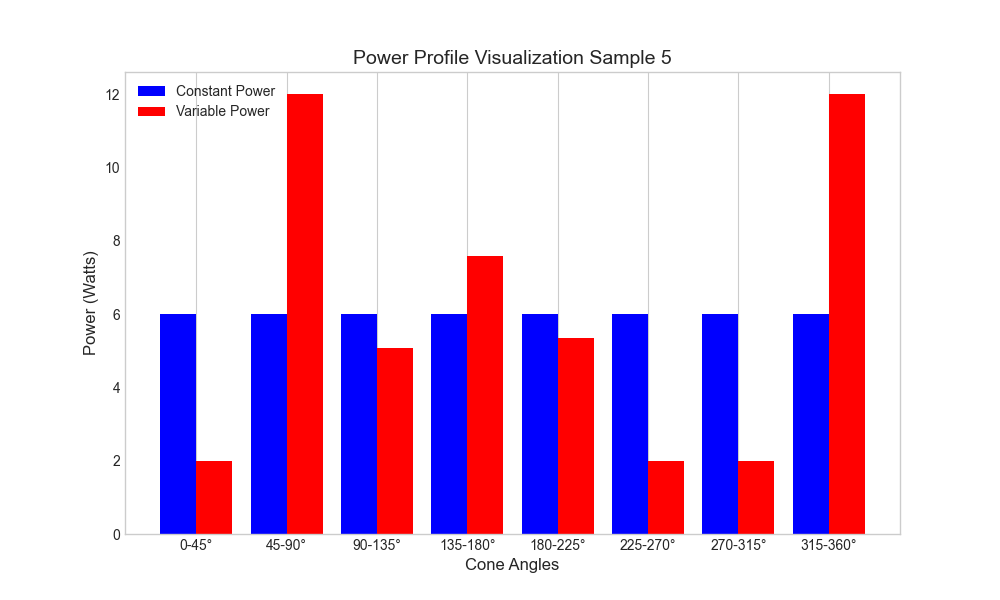 Power Profile Visualization Sample 5
Constant Power
Variable Power
Power (Watts)
12
10
8
6
4
2
0
0-45° 45-90° 90-135° 135-180° 180-225° 225-270° 270-315° 315-360°
Cone Angles